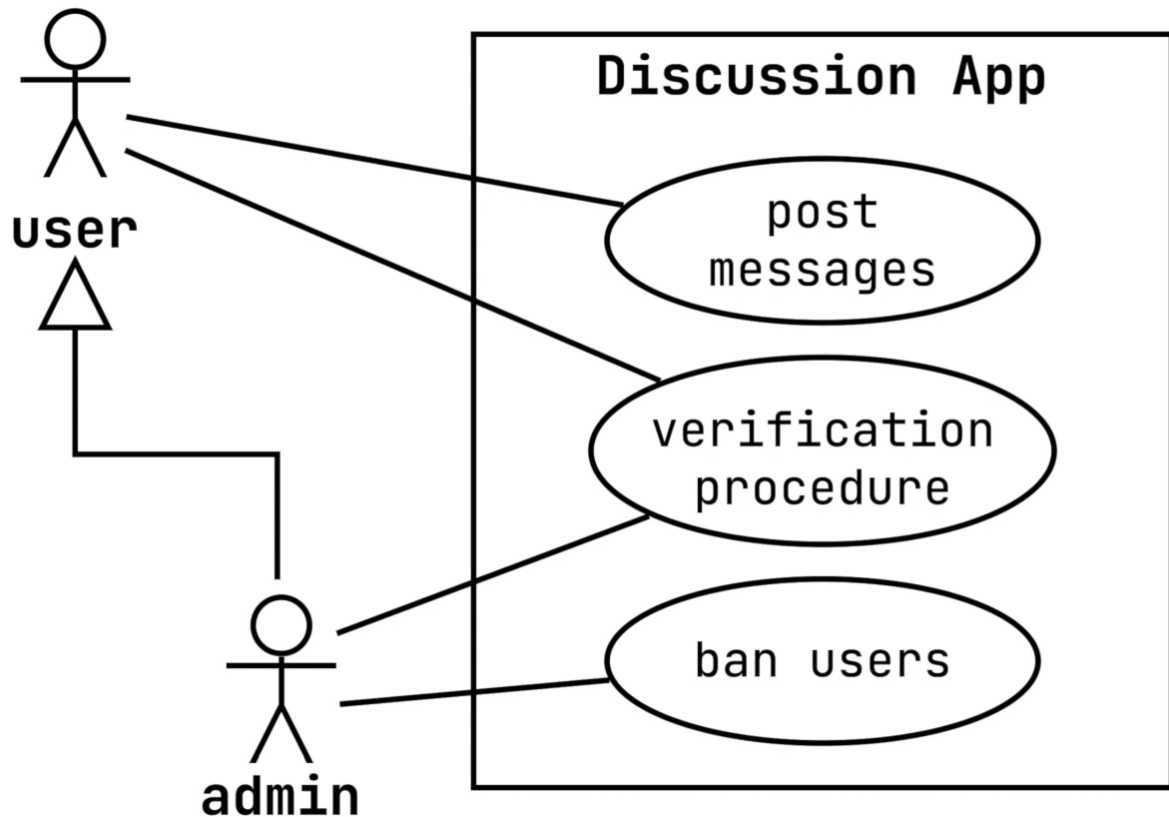 Discussion App
post
messages
user
verification
procedure
ban users
admin